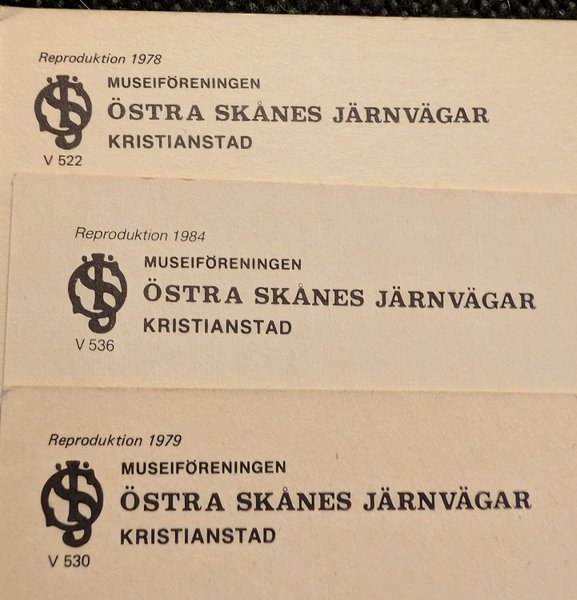 Reproduktion 1978
MUSEIFÖRENINGEN
ÖSTRA SKÅNES JÄRNVÄGAR
KRISTIANSTAD
V 522
Reproduktion 1984
MUSEIFÖRENINGEN
ÖSTRA SKÅNES JÄRNVÄGAR
KRISTIANSTAD
V 536
Reproduktion 1979
MUSEIFÖRENINGEN
ÖSTRA SKÅNES JÄRNVÄGAR
KRISTIANSTAD
V 530